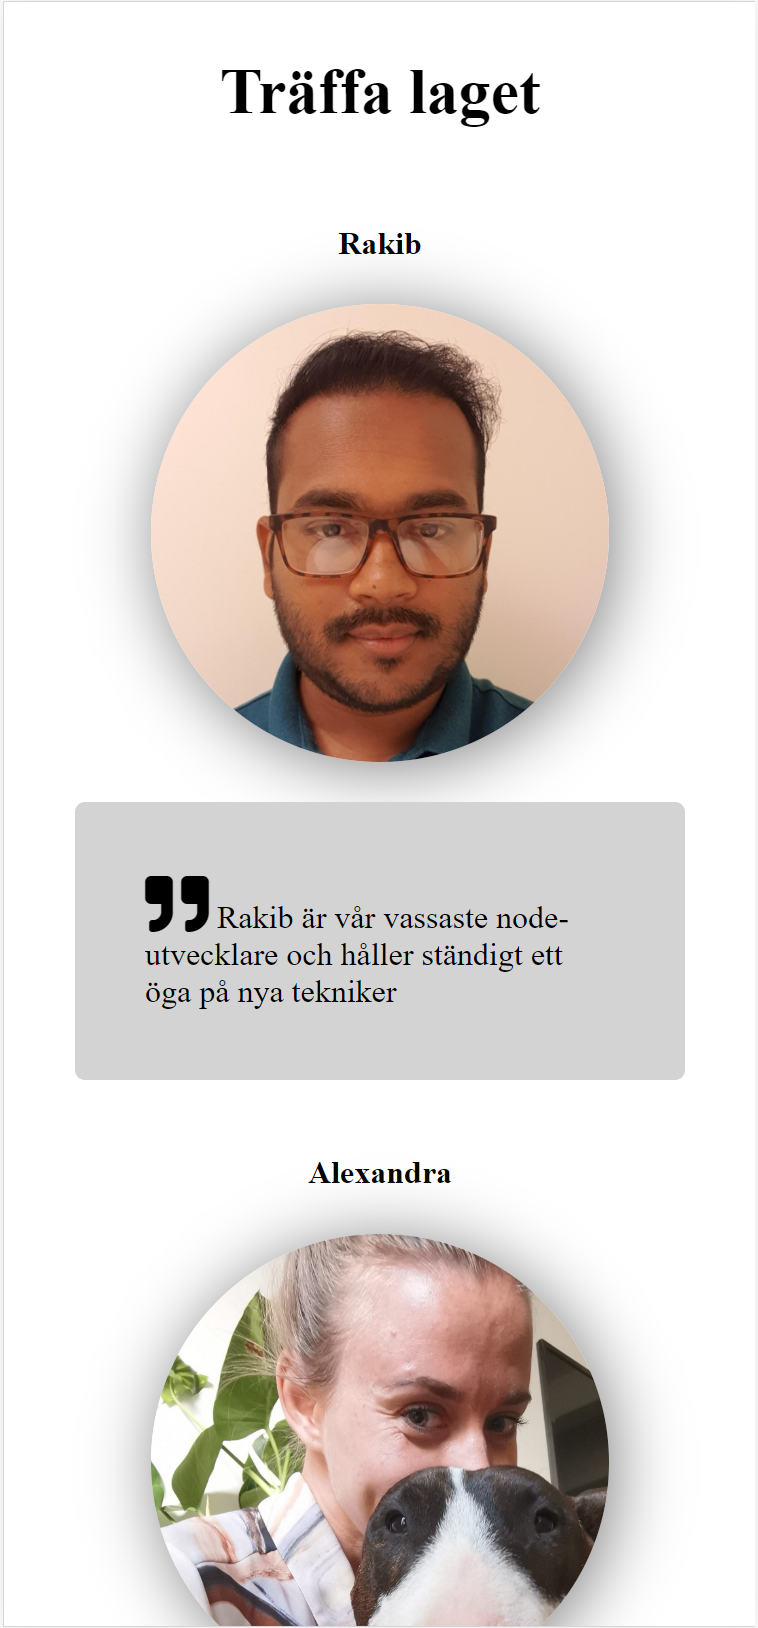 Träffa laget
Rakib
Rakib är vår vassaste node-
utvecklare och håller ständigt ett
öga på nya tekniker
Alexandra